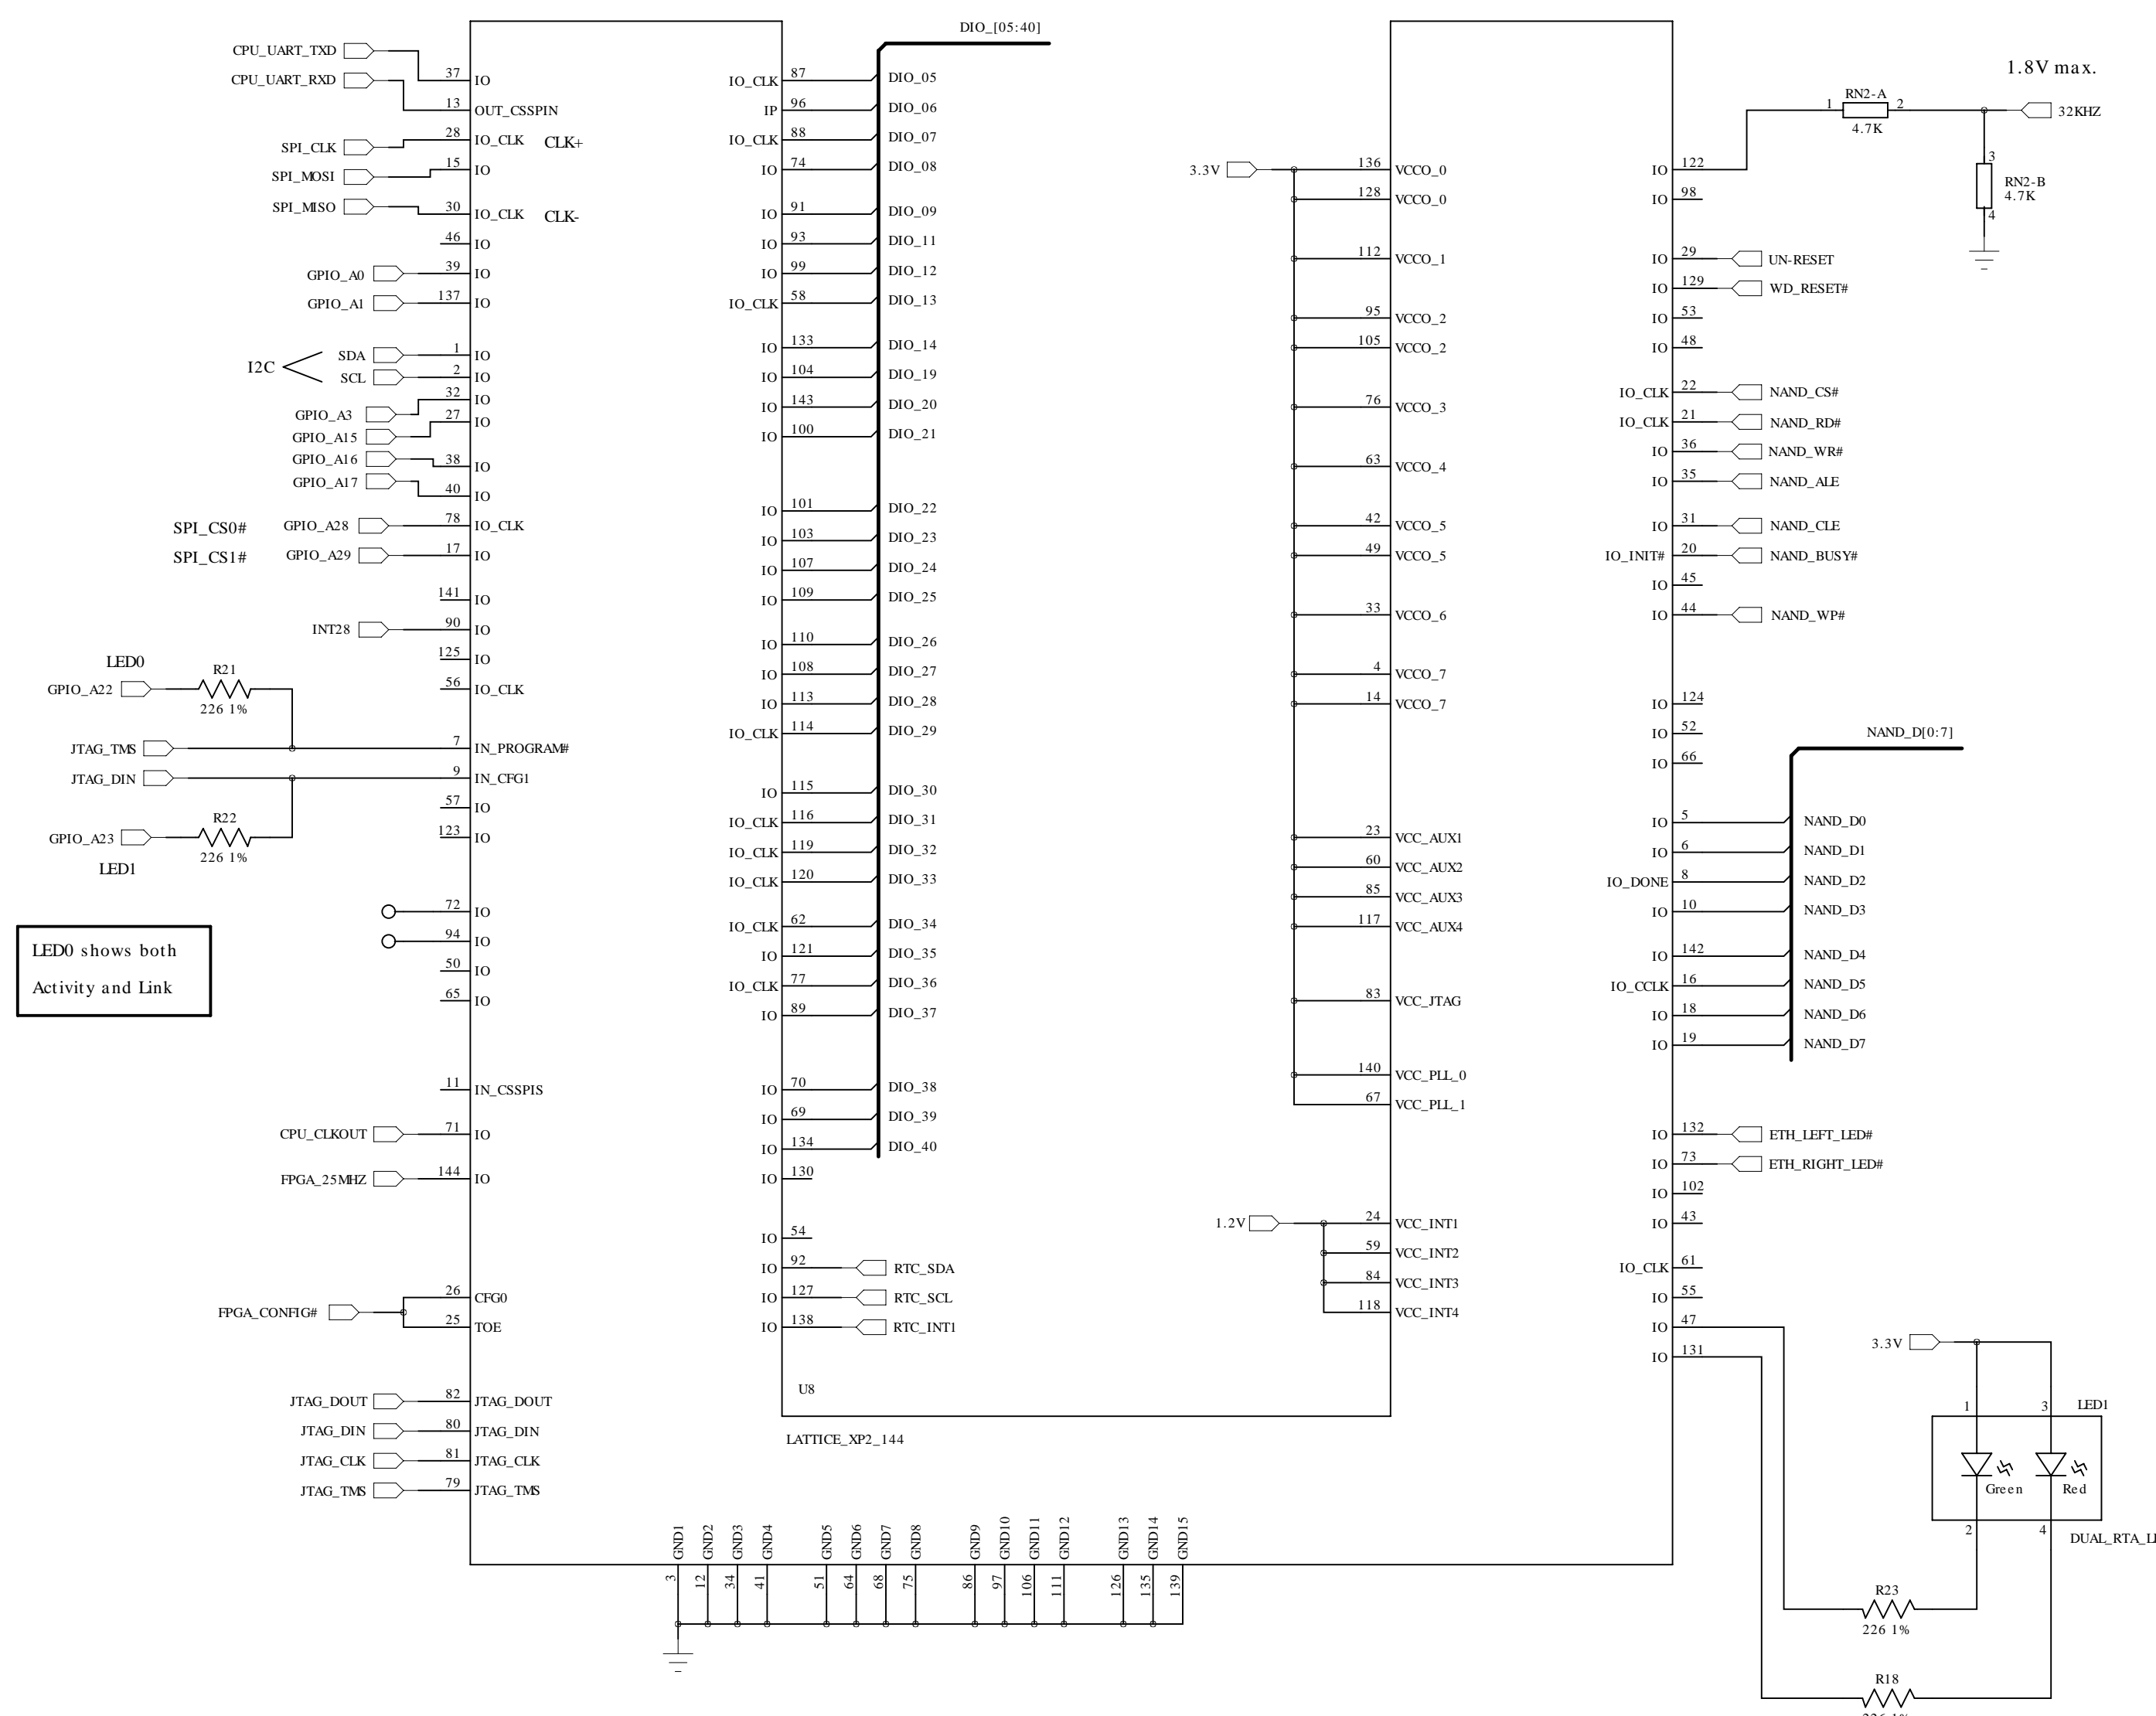 DIO_[05:40]
CPU_UART_TXD
CPU_UART_RXD
37 IO
13 OUT_CSSPIN
SPI_CLK 28 IO_CLK CLK+
SPI_MOSI 15 IO
SPI_MISO 30 IO_CLK CLK-
46 IO
GPIO_A0 39 IO
GPIO_A1 137 IO
I2C
SDA 1 IO
SCL 2 IO
GPIO_A3 32 IO
GPIO_A15 27 IO
GPIO_A16 38 IO
GPIO_A17 40 IO
SPI_CS0# GPIO_A28 78 IO_CLK
SPI_CS1# GPIO_A29 17 IO
141 IO
INT28 90 IO
125 IO
56 IO_CLK
LED0
GPIO_A22
R21
226 1%
JTAG_TMS 7 IN_PROGRAM#
JTAG_DIN 9 IN_CFG1
57 IO
123 IO
R22
GPIO_A23
226 1%
LED1
72 IO
94 IO
50 IO
65 IO
LED0 shows both
Activity and Link
11 IN_CSSPIS
CPU_CLKOUT 71 IO
FPGA_25MHZ 144 IO
FPGA_CONFIG#
26 CFG0
25 TOE
JTAG_DOUT 82 JTAG_DOUT
JTAG_DIN 80 JTAG_DIN
JTAG_CLK 81 JTAG_CLK
JTAG_TMS 79 JTAG_TMS
IO_CLK 87 DIO_05
IP 96 DIO_06
IO_CLK 88 DIO_07
IO 74 DIO_08
IO 91 DIO_09
IO 93 DIO_11
IO 99 DIO_12
IO_CLK 58 DIO_13
IO 133 DIO_14
IO 104 DIO_19
IO 143 DIO_20
IO 100 DIO_21
IO 101 DIO_22
IO 103 DIO_23
IO 107 DIO_24
IO 109 DIO_25
IO 110 DIO_26
IO 108 DIO_27
IO 113 DIO_28
IO_CLK 114 DIO_29
IO 115 DIO_30
IO_CLK 116 DIO_31
IO_CLK 119 DIO_32
IO_CLK 120 DIO_33
IO_CLK 62 DIO_34
IO 121 DIO_35
IO_CLK 77 DIO_36
IO 89 DIO_37
IO 70 DIO_38
IO 69 DIO_39
IO 134 DIO_40
IO 130
IO 54
IO 92 RTC_SDA
IO 127 RTC_SCL
IO 138 RTC_INT1
U8
LATTICE_XP2_144
3.3V 136 VCCO_0
128 VCCO_0
112 VCCO_1
95 VCCO_2
105 VCCO_2
76 VCCO_3
63 VCCO_4
42 VCCO_5
49 VCCO_5
33 VCCO_6
4 VCCO_7
14 VCCO_7
23 VCC_AUX1
60 VCC_AUX2
85 VCC_AUX3
117 VCC_AUX4
83 VCC_JTAG
140 VCC_PLL_0
67 VCC_PLL_1
1.2V 24 VCC_INT1
59 VCC_INT2
84 VCC_INT3
118 VCC_INT4
1.8V max.
1 RN2-A 2
4.7K
32KHZ
3
RN2-B
4.7K
4
IO 122
IO 98
IO 29 UN-RESET
IO 129 WD_RESET#
IO 53
IO 48
IO_CLK 22 NAND_CS#
IO_CLK 21 NAND_RD#
IO 36 NAND_WR#
IO 35 NAND_ALE
IO 31 NAND_CLE
IO_INIT# 20 NAND_BUSY#
IO 45
IO 44 NAND_WP#
IO 124
IO 52
IO 66
NAND_D[0:7]
IO 5 NAND_D0
IO 6 NAND_D1
IO_DONE 8 NAND_D2
IO 10 NAND_D3
IO 142 NAND_D4
IO_CCLK 16 NAND_D5
IO 18 NAND_D6
IO 19 NAND_D7
IO 132 ETH_LEFT_LED#
IO 73 ETH_RIGHT_LED#
IO 102
IO 43
IO_CLK 61
IO 55
IO 47
IO 131
3.3V
1 3 LED1
Green Red
2 4
DUAL_RTA_LE
R23
226 1%
R18
226 1%
GND1 GND2 GND3 GND4 GND5 GND6 GND7 GND8 GND9 GND10 GND11 GND12 GND13 GND14 GND15
3 12 34 41 51 64 68 75 86 97 106 111 126 135 139